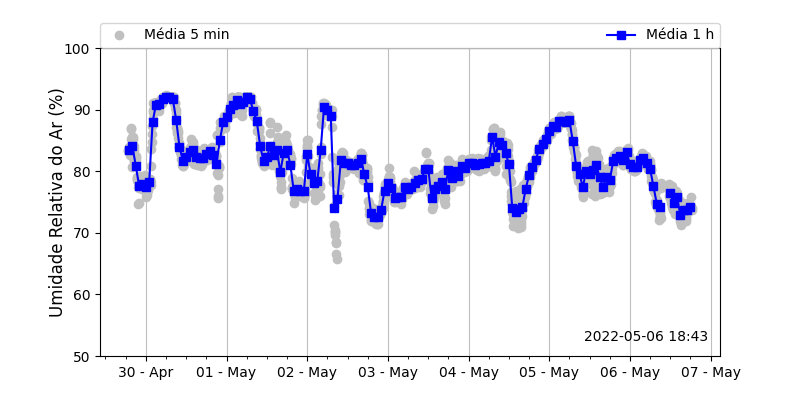 Média 5 min
Média 1 h
Umidade Relativa do Ar (%)
100
90
80
70
60
50
2022-05-06 18:43
30 - Apr
01 - May
02 - May
03 - May
04 - May
05 - May
06 - May
07 - May